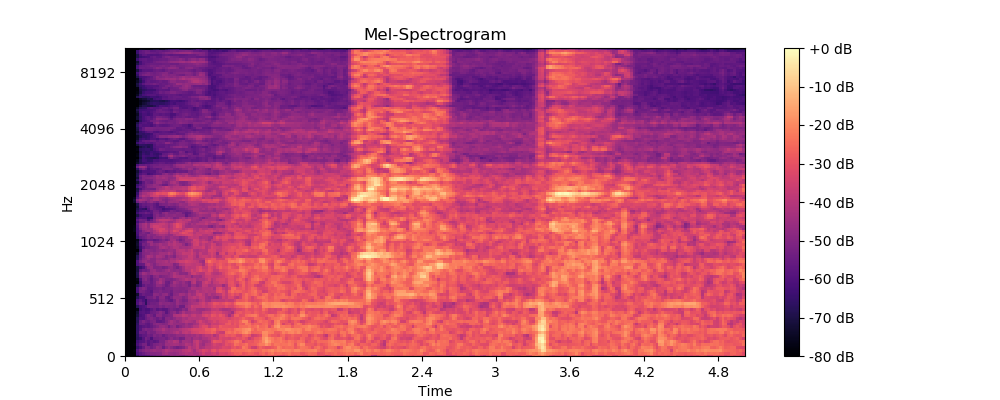 Mel-Spectrogram
Hz
8192
4096
2048
1024
512
0
0 0.6 1.2 1.8 2.4 3 3.6 4.2 4.8
Time
+0 dB
-10 dB
-20 dB
-30 dB
-40 dB
-50 dB
-60 dB
-70 dB
-80 dB